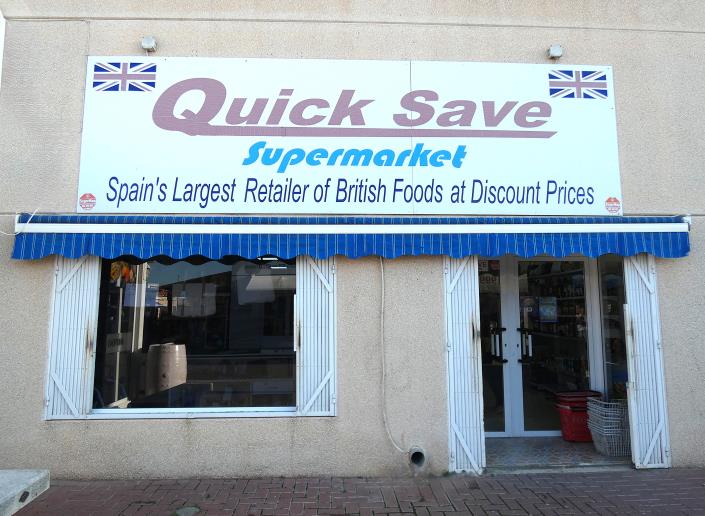 Quick Save
Supermarket
Spain's Largest Retailer of British Foods at Discount Prices